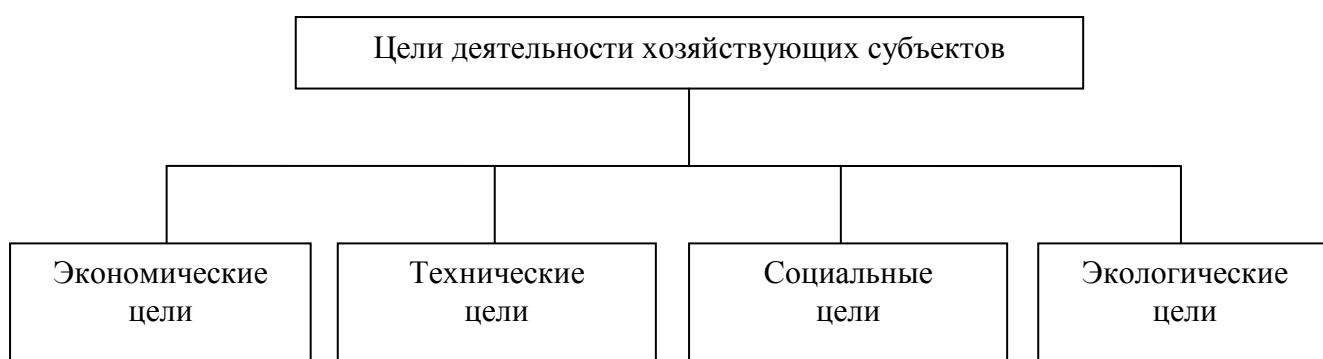 Цели деятельности хозяйствующих субъектов
Экономические
цели
Технические
цели
Социальные
цели
Экологические
цели